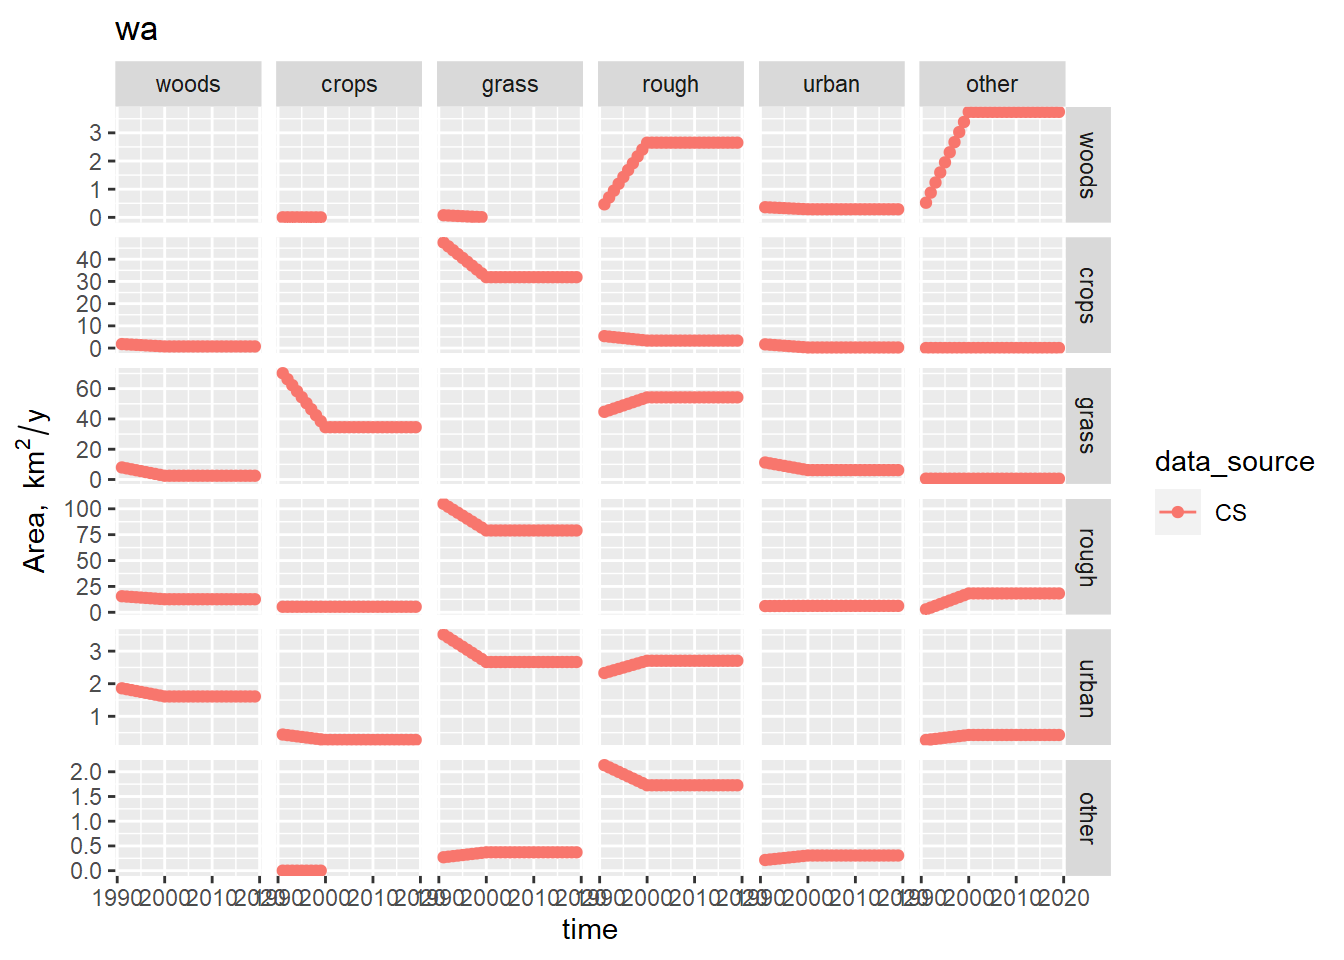 wa
woods crops grass rough urban other
3
2
1
0
woods
40
30
20
10
0
crops
60
40
20
0
grass
100
75
50
25
0
rough
3
2
1
urban
2.0
1.5
1.0
0.5
0.0
other
Area, km²/y
1990 2000 2010 2020 1990 2000 2010 2020 1990 2000 2010 2020 1990 2000 2010 2020 1990 2000 2010 2020 1990 2000 2010 2020
time
data_source
CS